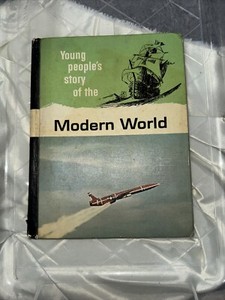 Young
people's
story
of the
Modern World